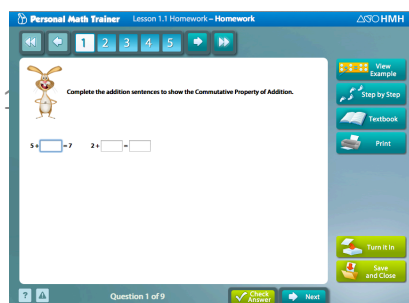 Personal Math Trainer Lesson 1.1 Homework – Homework HMH
1 2 3 4 5
View Example
Complete the addition sentences to show the Commutative Property of Addition.
Step by Step
Textbook
Print
5 + = 7 2 + =
Turn It In
Save and Close
? Question 1 of 9 Check Answer Next